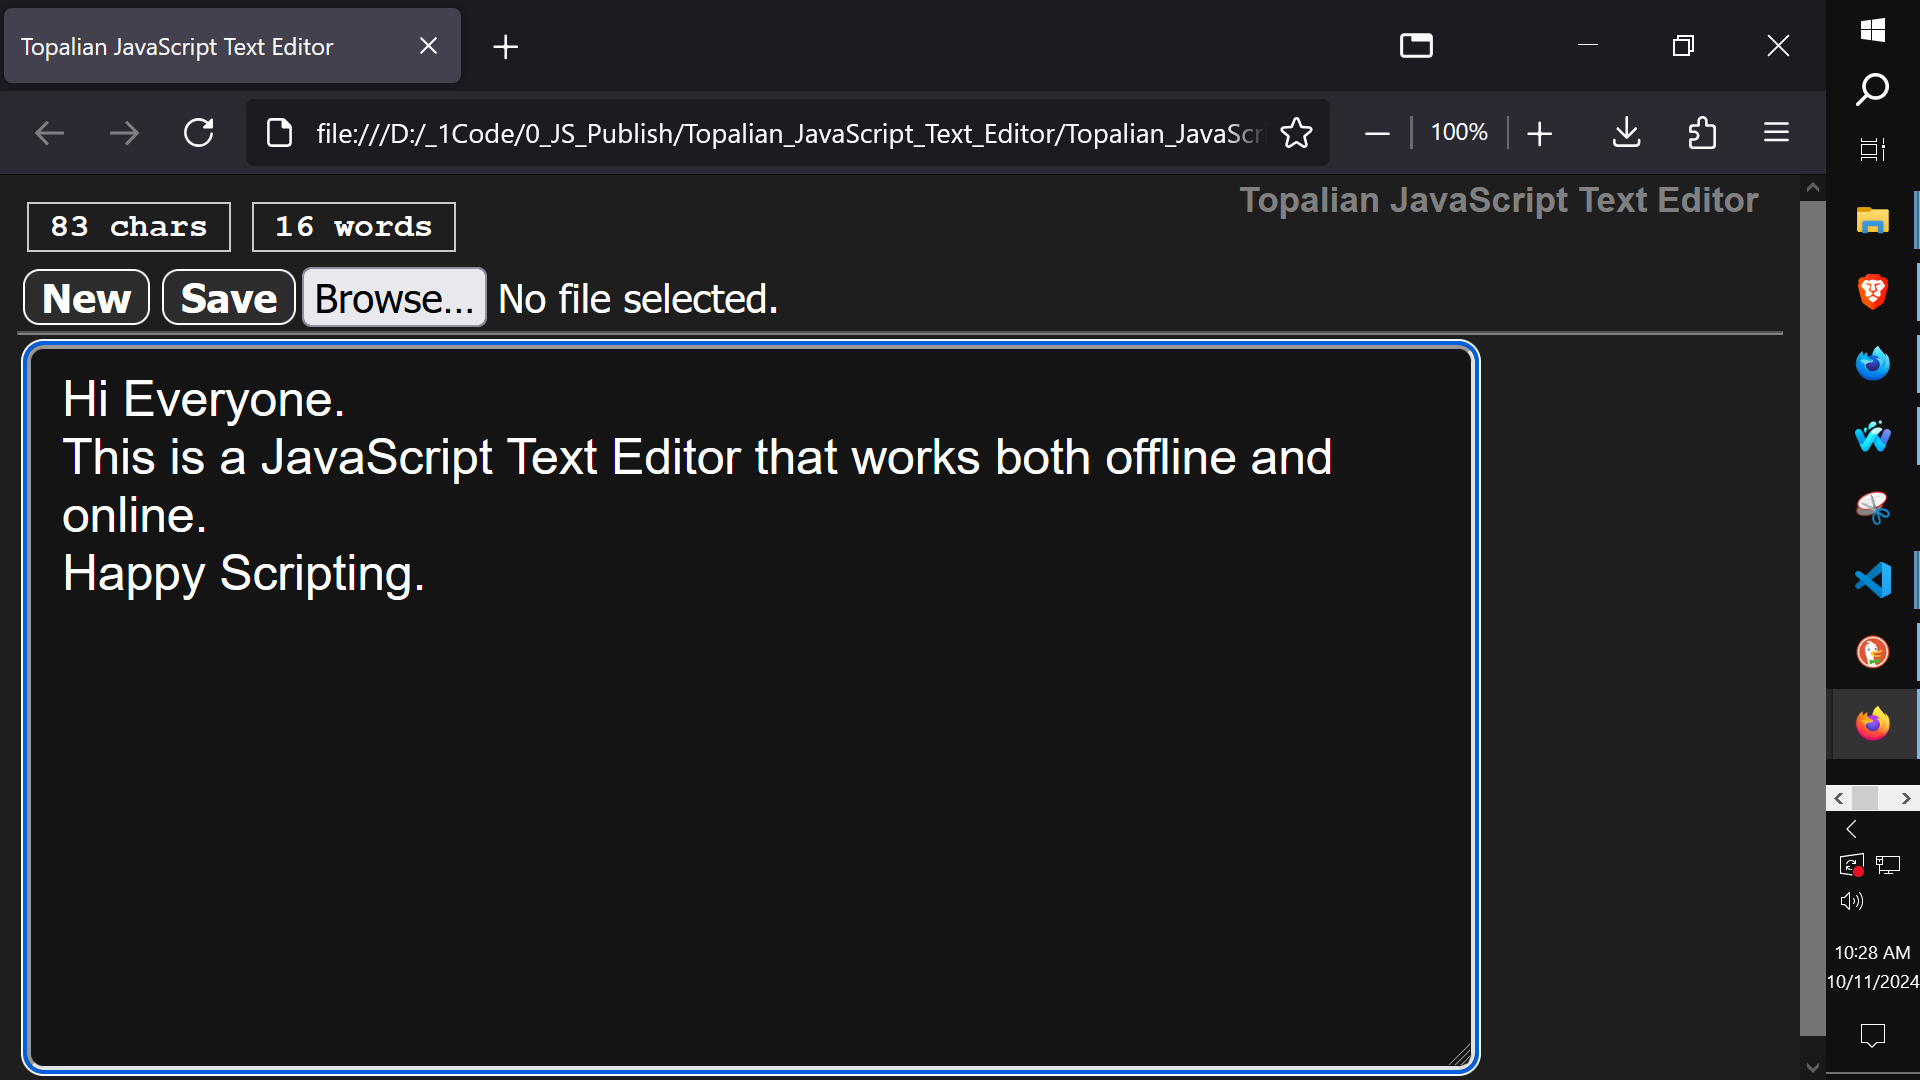 Topalian JavaScript Text Editor
file:///D:/_1Code/0_JS_Publish/Topalian_JavaScript_Text_Editor/Topalian_JavaScri
100%
Topalian JavaScript Text Editor
83 chars 16 words
New Save Browse... No file selected.
Hi Everyone.
This is a JavaScript Text Editor that works both offline and
online.
Happy Scripting.
10:28 AM
10/11/2024